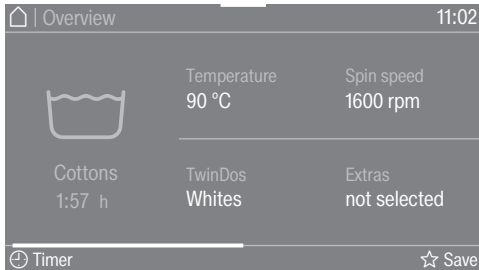 Overview
11:02
Temperature
90 °C
Spin speed
1600 rpm
Cottons
1:57 h
TwinDos
Whites
Extras
not selected
Timer
Save